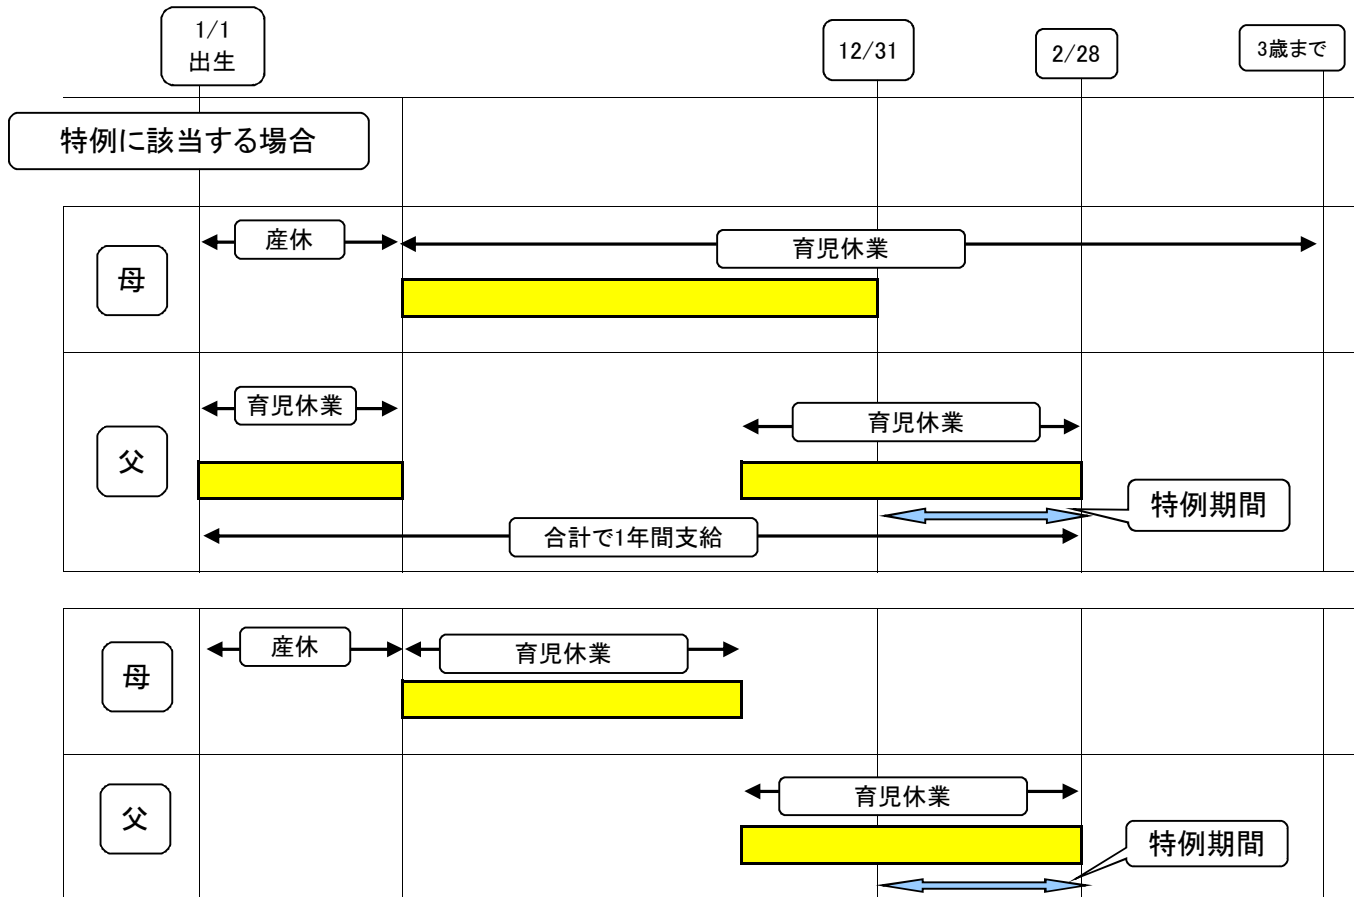 1/1
出生
12/31
2/28
3歳まで
特例に該当する場合
産休
育児休業
母
育児休業
育児休業
父
特例期間
合計で1年間支給
産休
育児休業
母
育児休業
父
特例期間